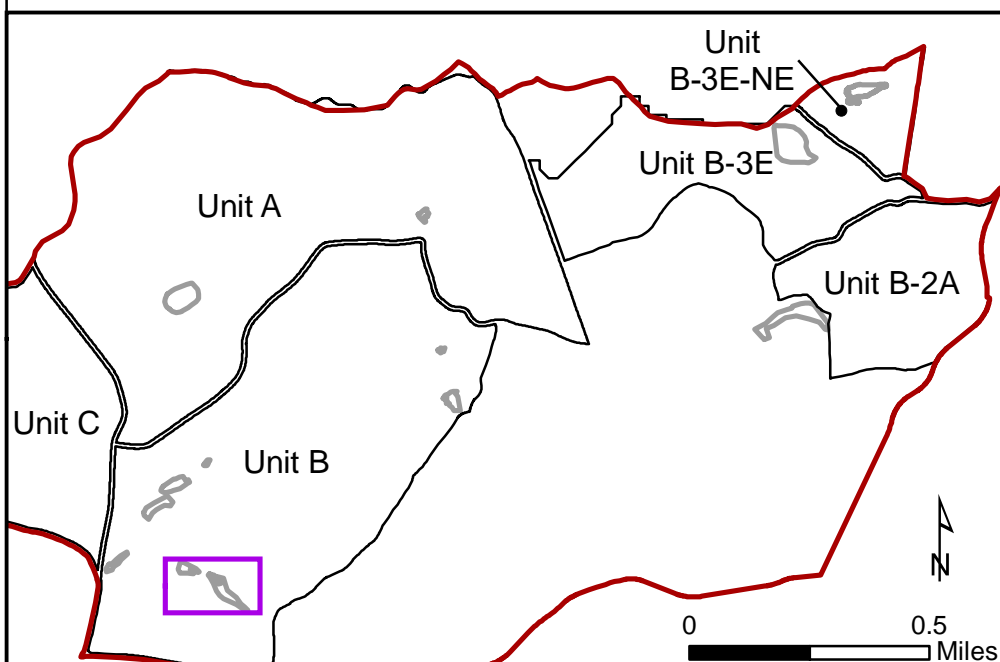 Unit
B-3E-NE
Unit B-3E
Unit A
Unit B-2A
Unit C
Unit B
N
0 0.5
Miles